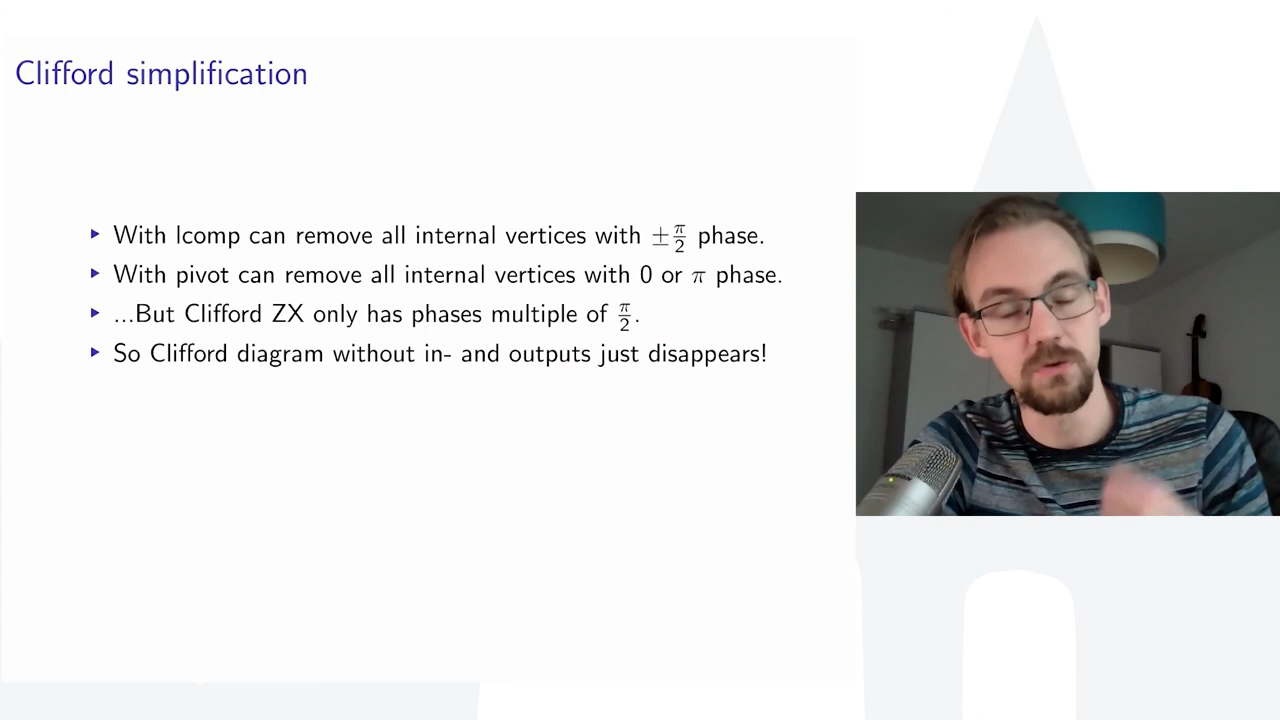 Clifford simplification
▸ With lcomp can remove all internal vertices with ±π/2 phase.
▸ With pivot can remove all internal vertices with 0 or π phase.
▸ ...But Clifford ZX only has phases multiple of π/2.
▸ So Clifford diagram without in- and outputs just disappears!